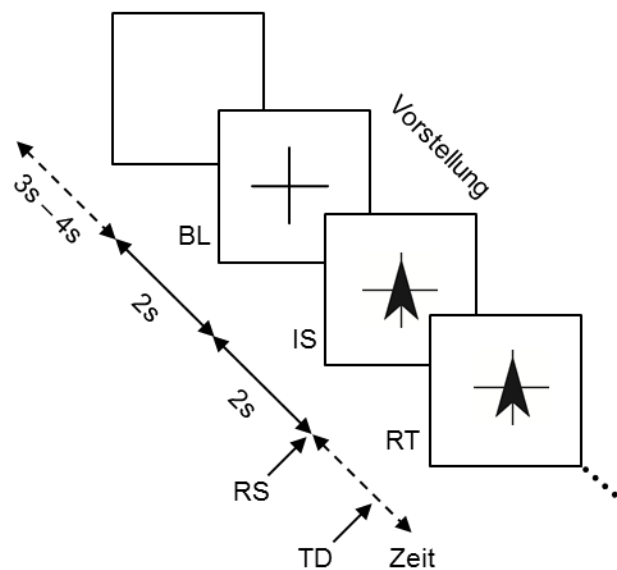 Vorstellung
3s – 4s
BL
2s
IS
2s
RT
RS
TD
Zeit